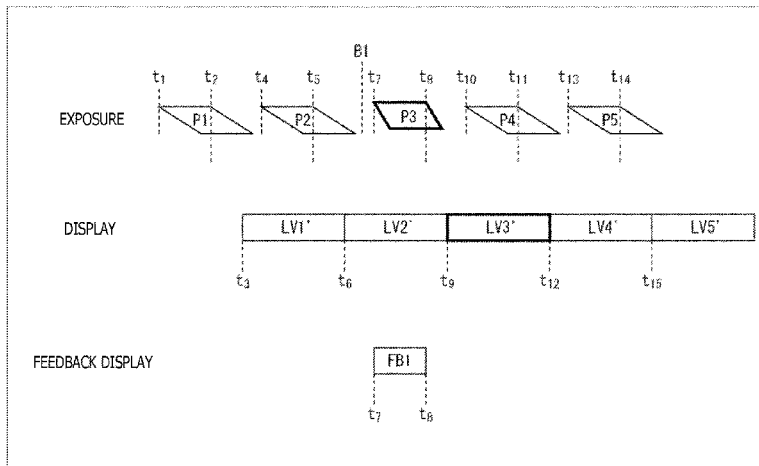 B1
t1 t2 t4 t5 t7 t8 t10 t11 t13 t14
EXPOSURE P1 P2 P3 P4 P5
DISPLAY LV1' LV2' LV3' LV4' LV5'
t3 t6 t9 t12 t15
FEEDBACK DISPLAY FB1
t7 t8